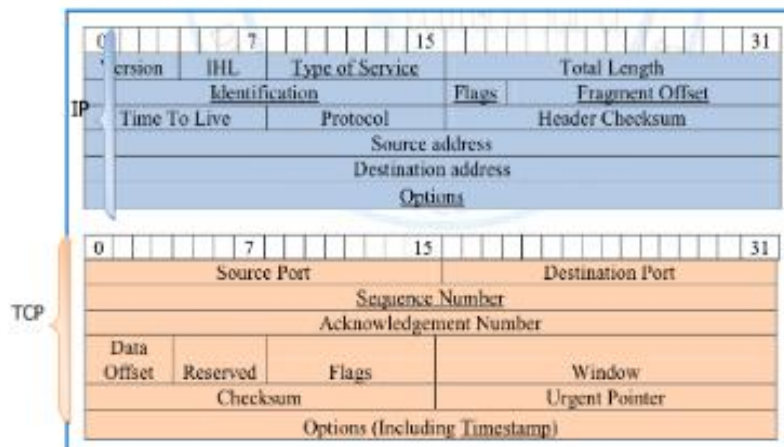 0 7 15 31
Version IHL Type of Service Total Length
Identification Flags Fragment Offset
IP
Time To Live Protocol Header Checksum
Source address
Destination address
Options
0 7 15 31
Source Port Destination Port
Sequence Number
TCP
Acknowledgement Number
Data Offset Reserved Flags Window
Checksum Urgent Pointer
Options (Including Timestamp)